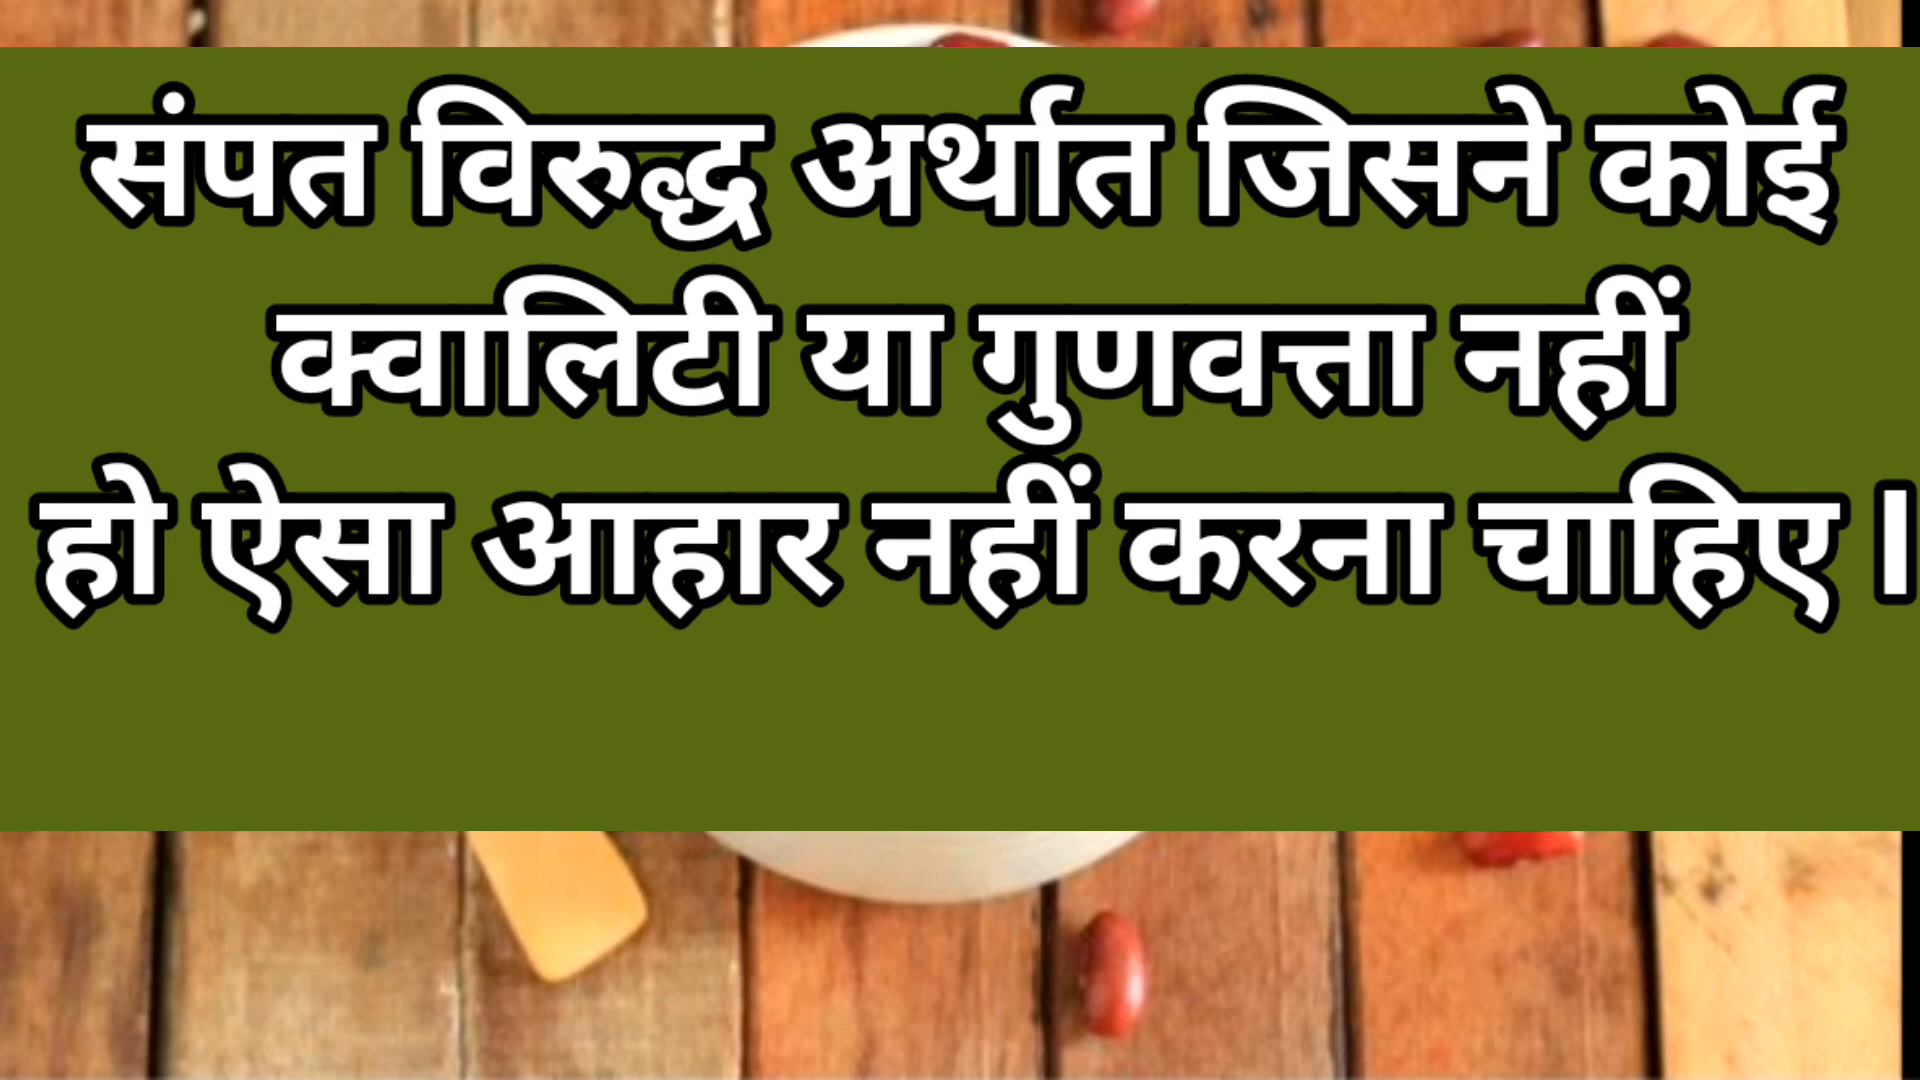 संपत विरुद्ध अर्थात जिसने कोई
क्वालिटी या गुणवत्ता नहीं
हो ऐसा आहार नहीं करना चाहिए ।